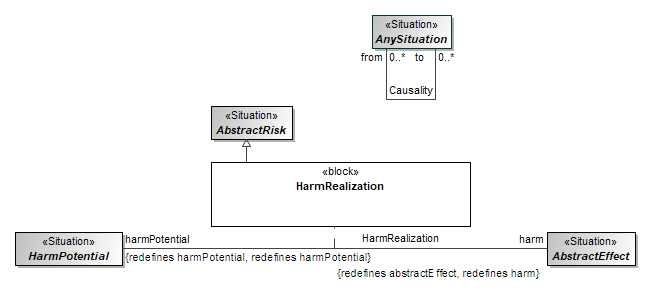 «Situation»
AnySituation
from 0..* to 0..*
Causality
«Situation»
AbstractRisk
«block»
HarmRealization
«Situation»
HarmPotential
harmPotential
HarmRealization
harm
«Situation»
AbstractEffect
{redefines harmPotential, redefines harmPotential}
{redefines abstractEffect, redefines harm}